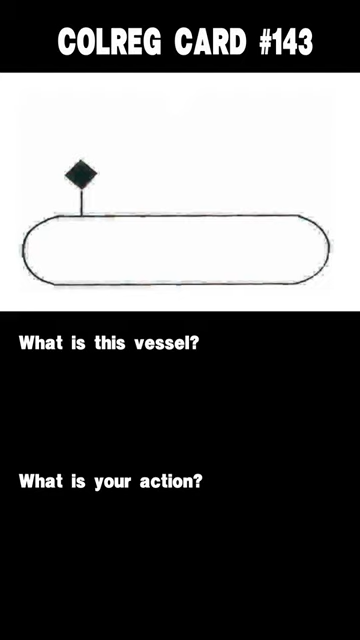 COLREG CARD #143
What is this vessel?
What is your action?